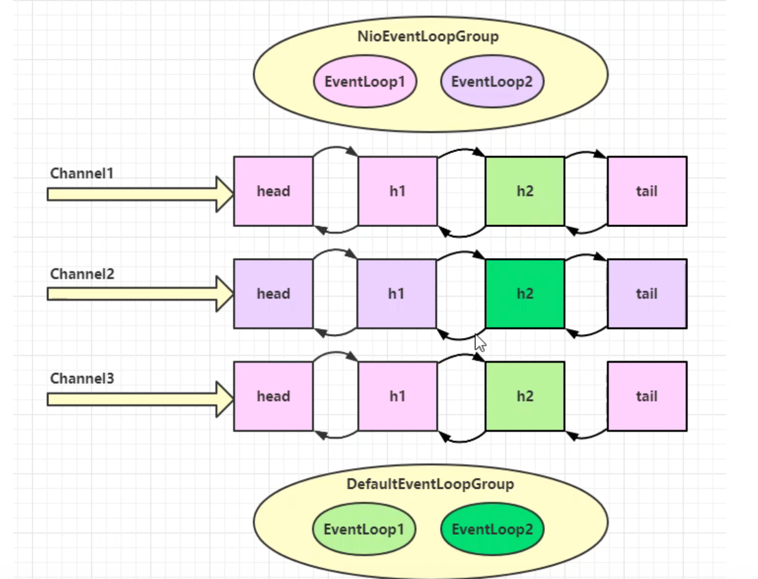 NioEventLoopGroup
EventLoop1 EventLoop2
Channel1
head h1 h2 tail
Channel2
head h1 h2 tail
Channel3
head h1 h2 tail
DefaultEventLoopGroup
EventLoop1 EventLoop2